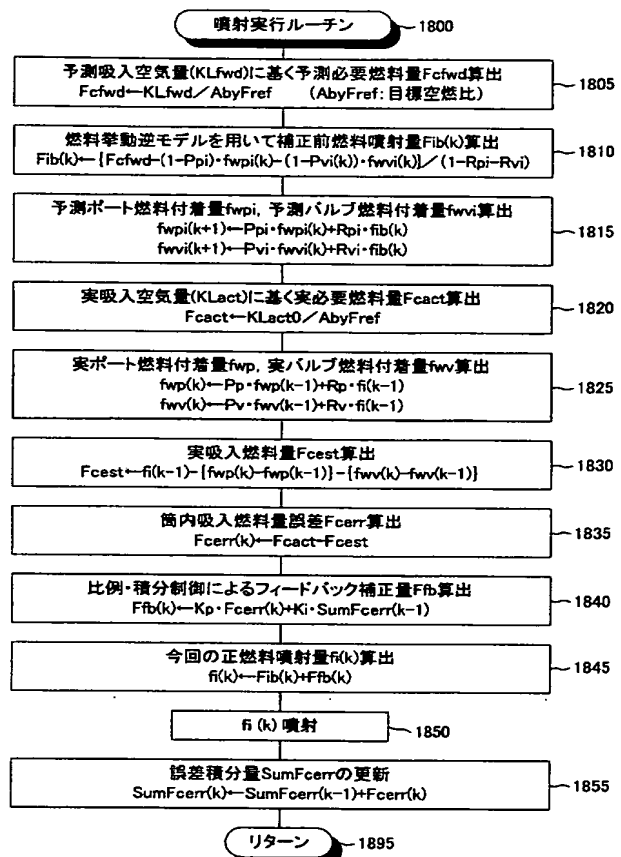 噴射実行ルーチン
1800
予測吸入空気量(KLfwd)に基く予測必要燃料量Fcfwd算出
Fcfwd←KLfwd/AbyFref (AbyFref:目標空燃比)
1805
燃料挙動逆モデルを用いて補正前燃料噴射量Fib(k)算出
Fib(k)←{Fcfwd-(1-Ppi)・fwpi(k)-(1-Pvi(k))・fwvi(k)}/(1-Rpi-Rvi)
1810
予測ポート燃料付着量fwpi, 予測バルブ燃料付着量fwvi算出
fwpi(k+1)←Ppi・fwpi(k)+Rpi・fib(k)
fwvi(k+1)←Pvi・fwvi(k)+Rvi・fib(k)
1815
実吸入空気量(KLact)に基く実必要燃料量Fcact算出
Fcact←KLact0/AbyFref
1820
実ポート燃料付着量fwp, 実バルブ燃料付着量fwv算出
fwp(k)←Pp・fwp(k-1)+Rp・fi(k-1)
fwv(k)←Pv・fwv(k-1)+Rv・fi(k-1)
1825
実吸入燃料量Fcest算出
Fcest←fi(k-1)-{fwp(k)-fwp(k-1)}-{fwv(k)-fwv(k-1)}
1830
筒内吸入燃料量誤差Fcerr算出
Fcerr(k)←Fcact-Fcest
1835
比例・積分制御によるフィードバック補正量Ffb算出
Ffb(k)←Kp・Fcerr(k)+Ki・SumFcerr(k-1)
1840
今回の正燃料噴射量fi(k)算出
fi(k)←Fib(k)+Ffb(k)
1845
fi (k) 噴射
1850
誤差積分量SumFcerrの更新
SumFcerr(k)←SumFcerr(k-1)+Fcerr(k)
1855
リターン
1895